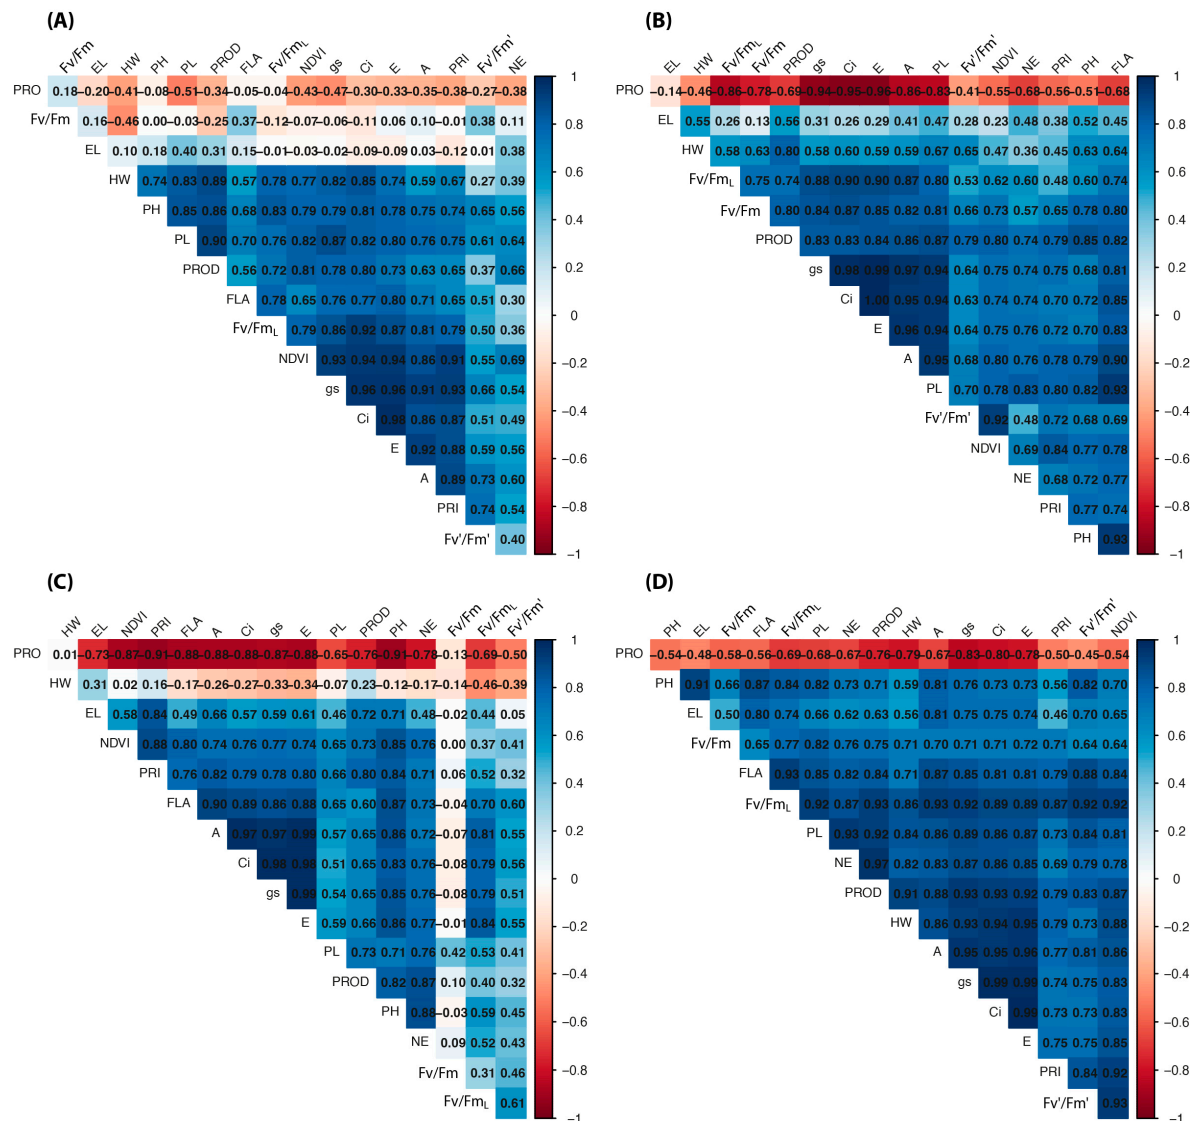 (A)
Fv/Fm EL HW PH PL PROD FLA Fv/FmL NDVI gs Ci E A PRI Fv'/Fm' NE
PRO 0.18 −0.20 −0.41 −0.08 −0.51 −0.34 −0.05 −0.04 −0.43 −0.47 −0.30 −0.33 −0.35 −0.38 −0.27 −0.38
Fv/Fm 0.16 −0.46 0.00 −0.03 −0.25 0.37 −0.12 −0.07 −0.06 −0.11 0.06 0.10 −0.01 0.38 0.11
EL 0.10 0.18 0.40 0.31 0.15 −0.01 −0.03 −0.02 −0.09 −0.09 0.03 −0.12 0.01 0.38
HW 0.74 0.83 0.89 0.57 0.78 0.77 0.82 0.85 0.74 0.59 0.67 0.27 0.39
PH 0.85 0.86 0.68 0.83 0.79 0.79 0.81 0.78 0.75 0.74 0.65 0.56
PL 0.90 0.70 0.76 0.82 0.87 0.82 0.80 0.76 0.75 0.61 0.64
PROD 0.56 0.72 0.81 0.78 0.80 0.73 0.63 0.65 0.37 0.66
FLA 0.78 0.65 0.76 0.77 0.80 0.71 0.65 0.51 0.30
Fv/FmL 0.79 0.86 0.92 0.87 0.81 0.79 0.50 0.36
NDVI 0.93 0.94 0.94 0.86 0.91 0.55 0.69
gs 0.96 0.96 0.91 0.93 0.66 0.54
Ci 0.98 0.86 0.87 0.51 0.49
E 0.92 0.88 0.59 0.56
A 0.89 0.73 0.60
PRI 0.74 0.54
Fv'/Fm' 0.40
1
0.8
0.6
0.4
0.2
0
−0.2
−0.4
−0.6
−0.8
−1
(B)
EL HW Fv/FmL Fv/Fm PROD gs Ci E A PL Fv'/Fm' NDVI NE PRI PH FLA
PRO −0.14 −0.46 −0.86 −0.78 −0.69 −0.94 −0.95 −0.96 −0.86 −0.83 −0.41 −0.55 −0.68 −0.56 −0.51 −0.68
EL 0.55 0.26 0.13 0.56 0.31 0.26 0.29 0.41 0.47 0.28 0.23 0.48 0.38 0.52 0.45
HW 0.58 0.63 0.80 0.58 0.60 0.59 0.59 0.67 0.65 0.47 0.36 0.45 0.63 0.64
Fv/FmL 0.75 0.74 0.88 0.90 0.90 0.87 0.80 0.53 0.62 0.60 0.48 0.60 0.74
Fv/Fm 0.80 0.84 0.87 0.85 0.82 0.81 0.66 0.73 0.57 0.65 0.78 0.80
PROD 0.83 0.83 0.84 0.86 0.87 0.79 0.80 0.74 0.79 0.85 0.82
gs 0.98 0.99 0.97 0.94 0.64 0.75 0.74 0.75 0.68 0.81
Ci 1.00 0.95 0.94 0.63 0.74 0.74 0.70 0.72 0.85
E 0.96 0.94 0.64 0.75 0.76 0.72 0.70 0.83
A 0.95 0.68 0.80 0.76 0.78 0.79 0.90
PL 0.70 0.78 0.83 0.80 0.82 0.93
Fv'/Fm' 0.92 0.48 0.72 0.68 0.69
NDVI 0.69 0.84 0.77 0.78
NE 0.68 0.72 0.77
PRI 0.77 0.74
PH 0.93
1
0.8
0.6
0.4
0.2
0
−0.2
−0.4
−0.6
−0.8
−1
(C)
HW EL NDVI PRI FLA A Ci gs E PL PROD PH NE Fv/Fm Fv/FmL Fv'/Fm'
PRO 0.01 −0.73 −0.87 −0.91 −0.88 −0.88 −0.88 −0.87 −0.88 −0.65 −0.76 −0.91 −0.78 −0.13 −0.69 −0.50
HW 0.31 0.02 0.16 −0.17 −0.26 −0.27 −0.33 −0.34 −0.07 0.23 −0.12 −0.17 −0.14 −0.46 −0.39
EL 0.58 0.84 0.49 0.66 0.57 0.59 0.61 0.46 0.72 0.71 0.48 −0.02 0.44 0.05
NDVI 0.88 0.80 0.74 0.76 0.77 0.74 0.65 0.73 0.85 0.76 0.00 0.37 0.41
PRI 0.76 0.82 0.79 0.78 0.80 0.66 0.80 0.84 0.71 0.06 0.52 0.32
FLA 0.90 0.89 0.86 0.88 0.65 0.60 0.87 0.73 −0.04 0.70 0.60
A 0.97 0.97 0.99 0.57 0.65 0.86 0.72 −0.07 0.81 0.55
Ci 0.98 0.98 0.51 0.65 0.83 0.76 −0.08 0.79 0.56
gs 0.99 0.54 0.65 0.85 0.76 −0.08 0.79 0.51
E 0.59 0.66 0.86 0.77 −0.01 0.84 0.55
PL 0.73 0.71 0.76 0.42 0.53 0.41
PROD 0.82 0.87 0.10 0.40 0.32
PH 0.88 −0.03 0.59 0.45
NE 0.09 0.52 0.43
Fv/Fm 0.31 0.46
Fv/FmL 0.61
1
0.8
0.6
0.4
0.2
0
−0.2
−0.4
−0.6
−0.8
−1
(D)
PH EL Fv/Fm FLA Fv/FmL PL NE PROD HW A gs Ci E PRI Fv'/Fm' NDVI
PRO −0.54 −0.48 −0.58 −0.56 −0.68 −0.68 −0.67 −0.76 −0.79 −0.67 −0.83 −0.80 −0.78 −0.50 −0.45 −0.54
PH 0.91 0.66 0.87 0.84 0.82 0.73 0.71 0.59 0.81 0.76 0.73 0.73 0.56 0.82 0.70
EL 0.50 0.80 0.74 0.66 0.62 0.63 0.56 0.81 0.75 0.75 0.74 0.46 0.70 0.65
Fv/Fm 0.65 0.77 0.82 0.76 0.75 0.71 0.70 0.71 0.71 0.72 0.71 0.64 0.64
FLA 0.93 0.85 0.82 0.84 0.71 0.87 0.85 0.81 0.81 0.79 0.88 0.84
Fv/FmL 0.92 0.87 0.93 0.86 0.93 0.92 0.89 0.89 0.87 0.92 0.92
PL 0.93 0.92 0.84 0.86 0.89 0.86 0.87 0.73 0.84 0.81
NE 0.97 0.82 0.83 0.87 0.86 0.85 0.69 0.79 0.78
PROD 0.91 0.88 0.93 0.93 0.92 0.79 0.83 0.87
HW 0.86 0.93 0.94 0.95 0.79 0.73 0.88
A 0.95 0.95 0.96 0.77 0.81 0.86
gs 0.99 0.99 0.74 0.75 0.83
Ci 0.99 0.73 0.73 0.83
E 0.75 0.75 0.85
PRI 0.84 0.92
Fv'/Fm' 0.93
1
0.8
0.6
0.4
0.2
0
−0.2
−0.4
−0.6
−0.8
−1